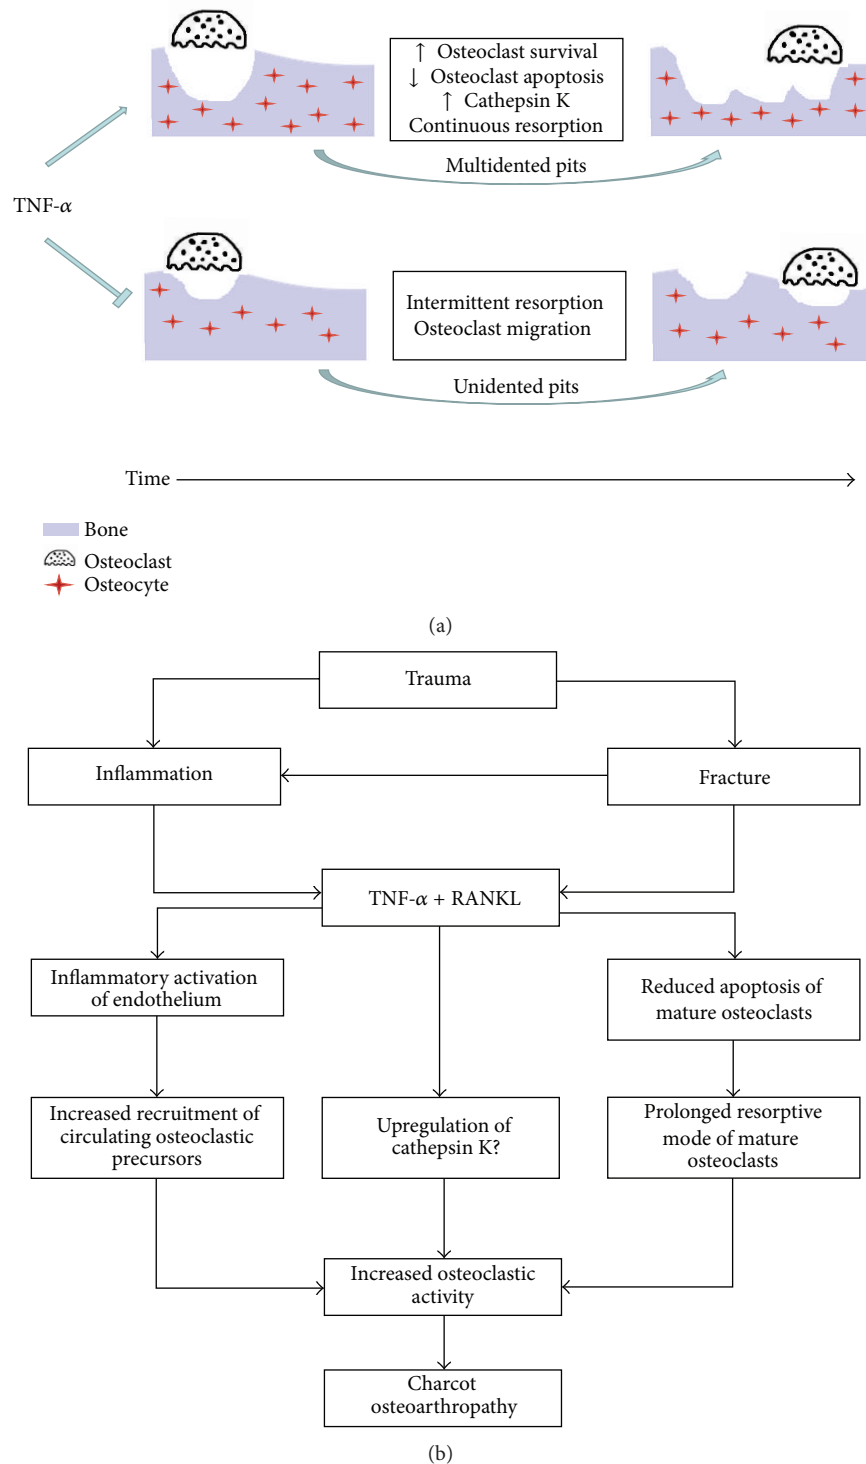 ↑ Osteoclast survival
↓ Osteoclast apoptosis
↑ Cathepsin K
Continuous resorption
Multidented pits
TNF-α
Intermittent resorption
Osteoclast migration
Unidented pits
Time
Bone
Osteoclast
Osteocyte
(a)
Trauma
Inflammation
Fracture
TNF-α + RANKL
Inflammatory activation
of endothelium
Reduced apoptosis of
mature osteoclasts
Increased recruitment of
circulating osteoclastic
precursors
Upregulation of
cathepsin K?
Prolonged resorptive
mode of mature
osteoclasts
Increased osteoclastic
activity
Charcot
osteoarthropathy
(b)